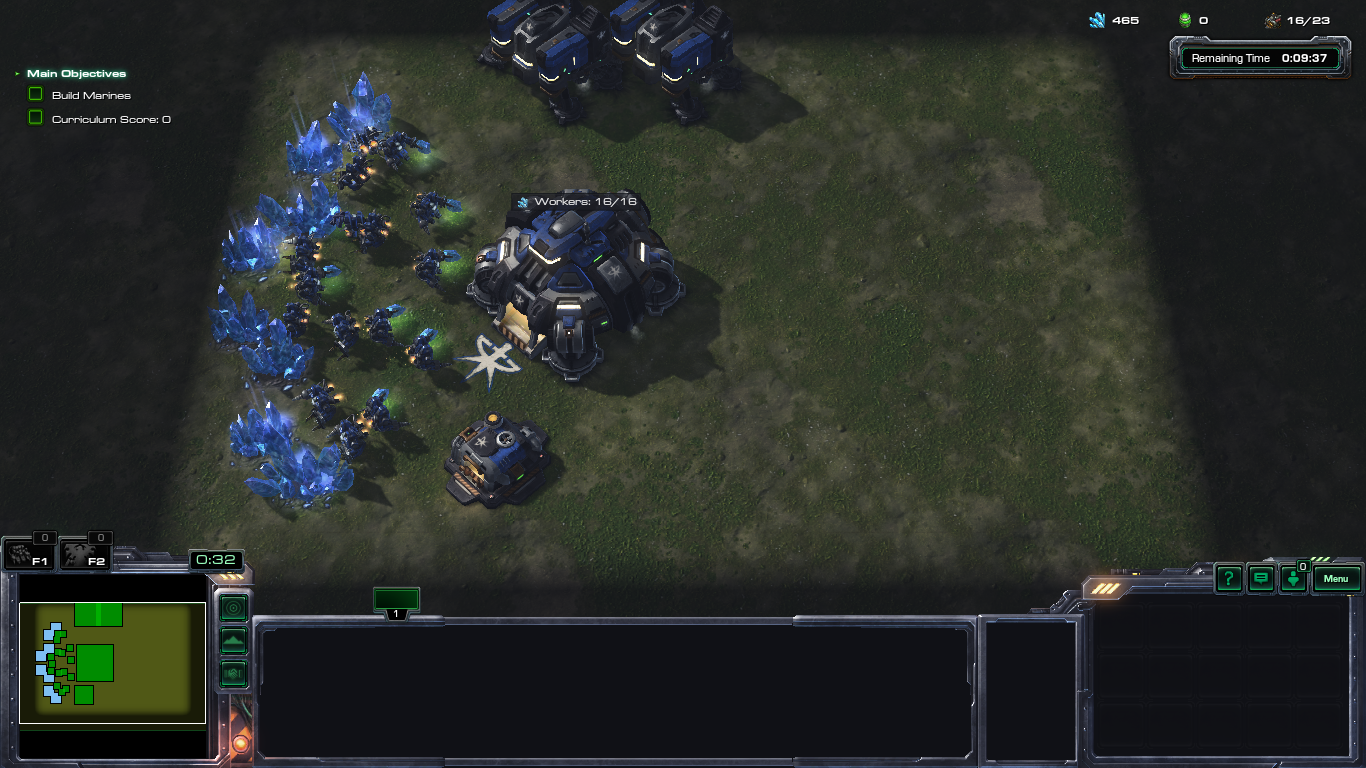 465
0
16/23
Remaining Time 0:09:37
Main Objectives
Build Marines
Curriculum Score: 0
Workers: 16/16
0
0
F1
F2
0:32
1
?
0
Menu